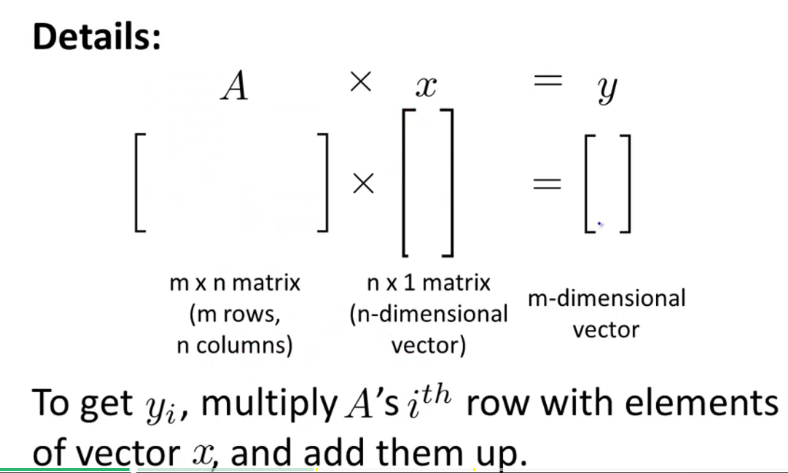 Details:
A × x = y
[ ] × [ ] = [ ]
m x n matrix
(m rows,
n columns)
n x 1 matrix
(n-dimensional
vector)
m-dimensional
vector
To get yᵢ, multiply A's iᵗʰ row with elements
of vector x, and add them up.